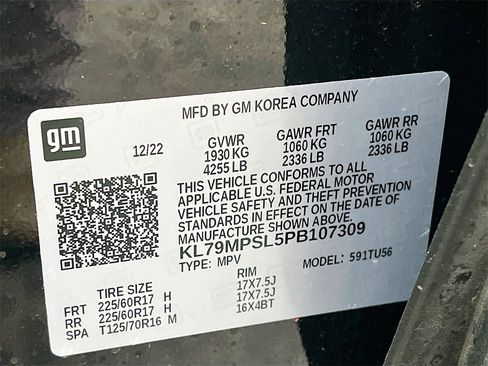 MFD BY GM KOREA COMPANY
gm
12/22
GVWR GAWR FRT GAWR RR
1930 KG 1060 KG 1060 KG
4255 LB 2336 LB 2336 LB
THIS VEHICLE CONFORMS TO ALL
APPLICABLE U.S. FEDERAL MOTOR
VEHICLE SAFETY AND THEFT PREVENTION
STANDARDS IN EFFECT ON THE DATE OF
MANUFACTURE SHOWN ABOVE.
KL79MPSL5PB107309
TYPE: MPV MODEL: 591TU56
TIRE SIZE RIM
FRT 225/60R17 H 17X7.5J
RR 225/60R17 H 17X7.5J
SPA T125/70R16 M 16X4BT